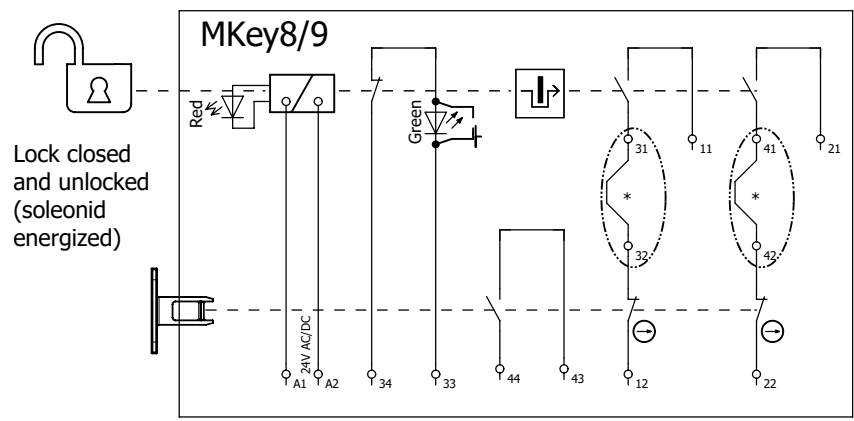 MKey8/9
Red
Green
31
11
41
21
Lock closed
and unlocked
(soleonid
energized)
*
*
32
42
24V AC/DC
A1
A2
34
33
44
43
12
22